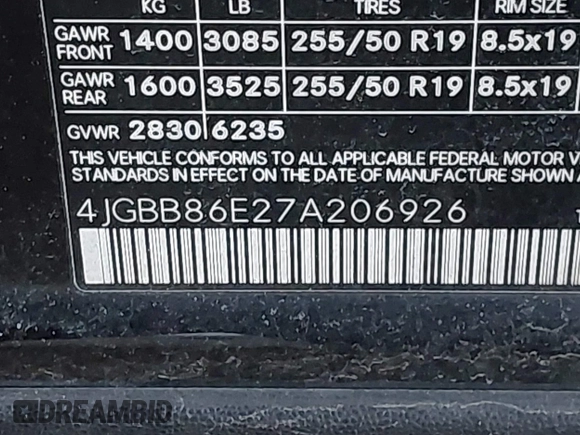 KG LB TIRES RIM SIZE
GAWR FRONT 1400 3085 255/50 R19 8.5x19
GAWR REAR 1600 3525 255/50 R19 8.5x19
GVWR 2830 6235
THIS VEHICLE CONFORMS TO ALL APPLICABLE FEDERAL MOTOR V
STANDARDS IN EFFECT ON THE DATE OF MANUFACTURE SHOWN
4JGBB86E27A206926
DREAMBID